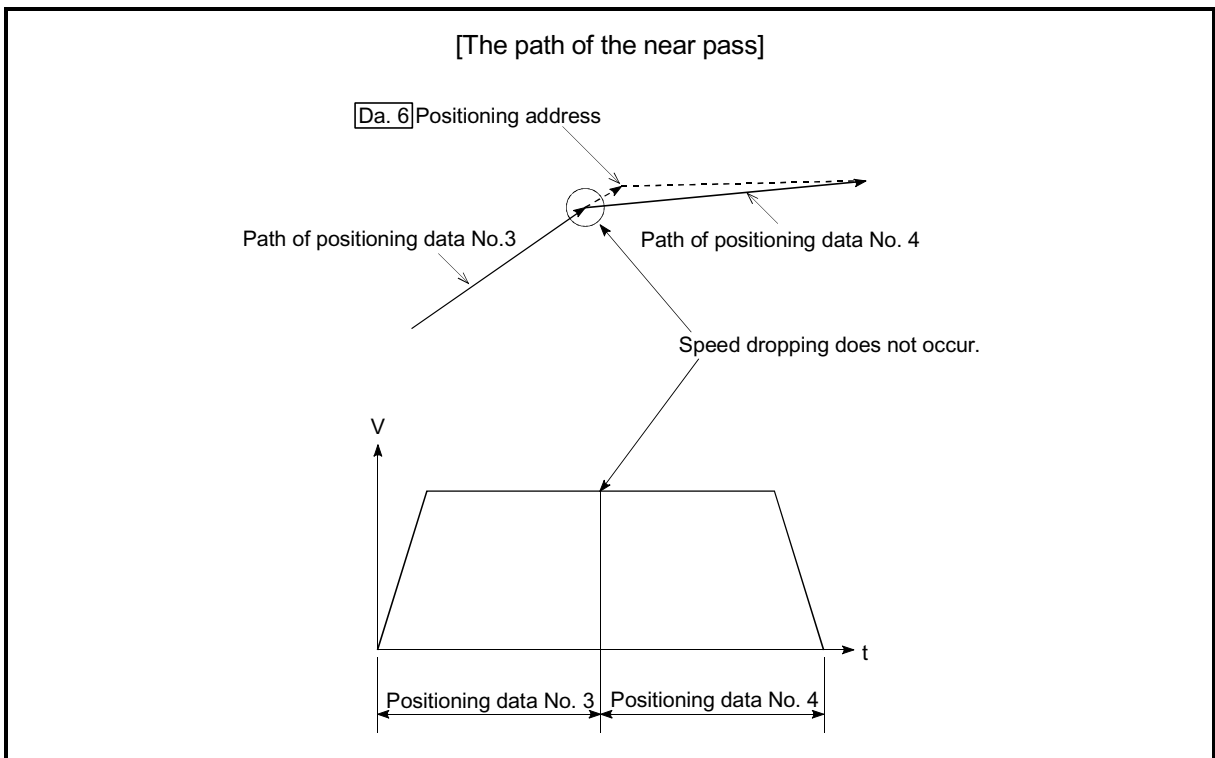 [The path of the near pass]
Da. 6 Positioning address
Path of positioning data No.3
Path of positioning data No. 4
Speed dropping does not occur.
V
t
Positioning data No. 3
Positioning data No. 4